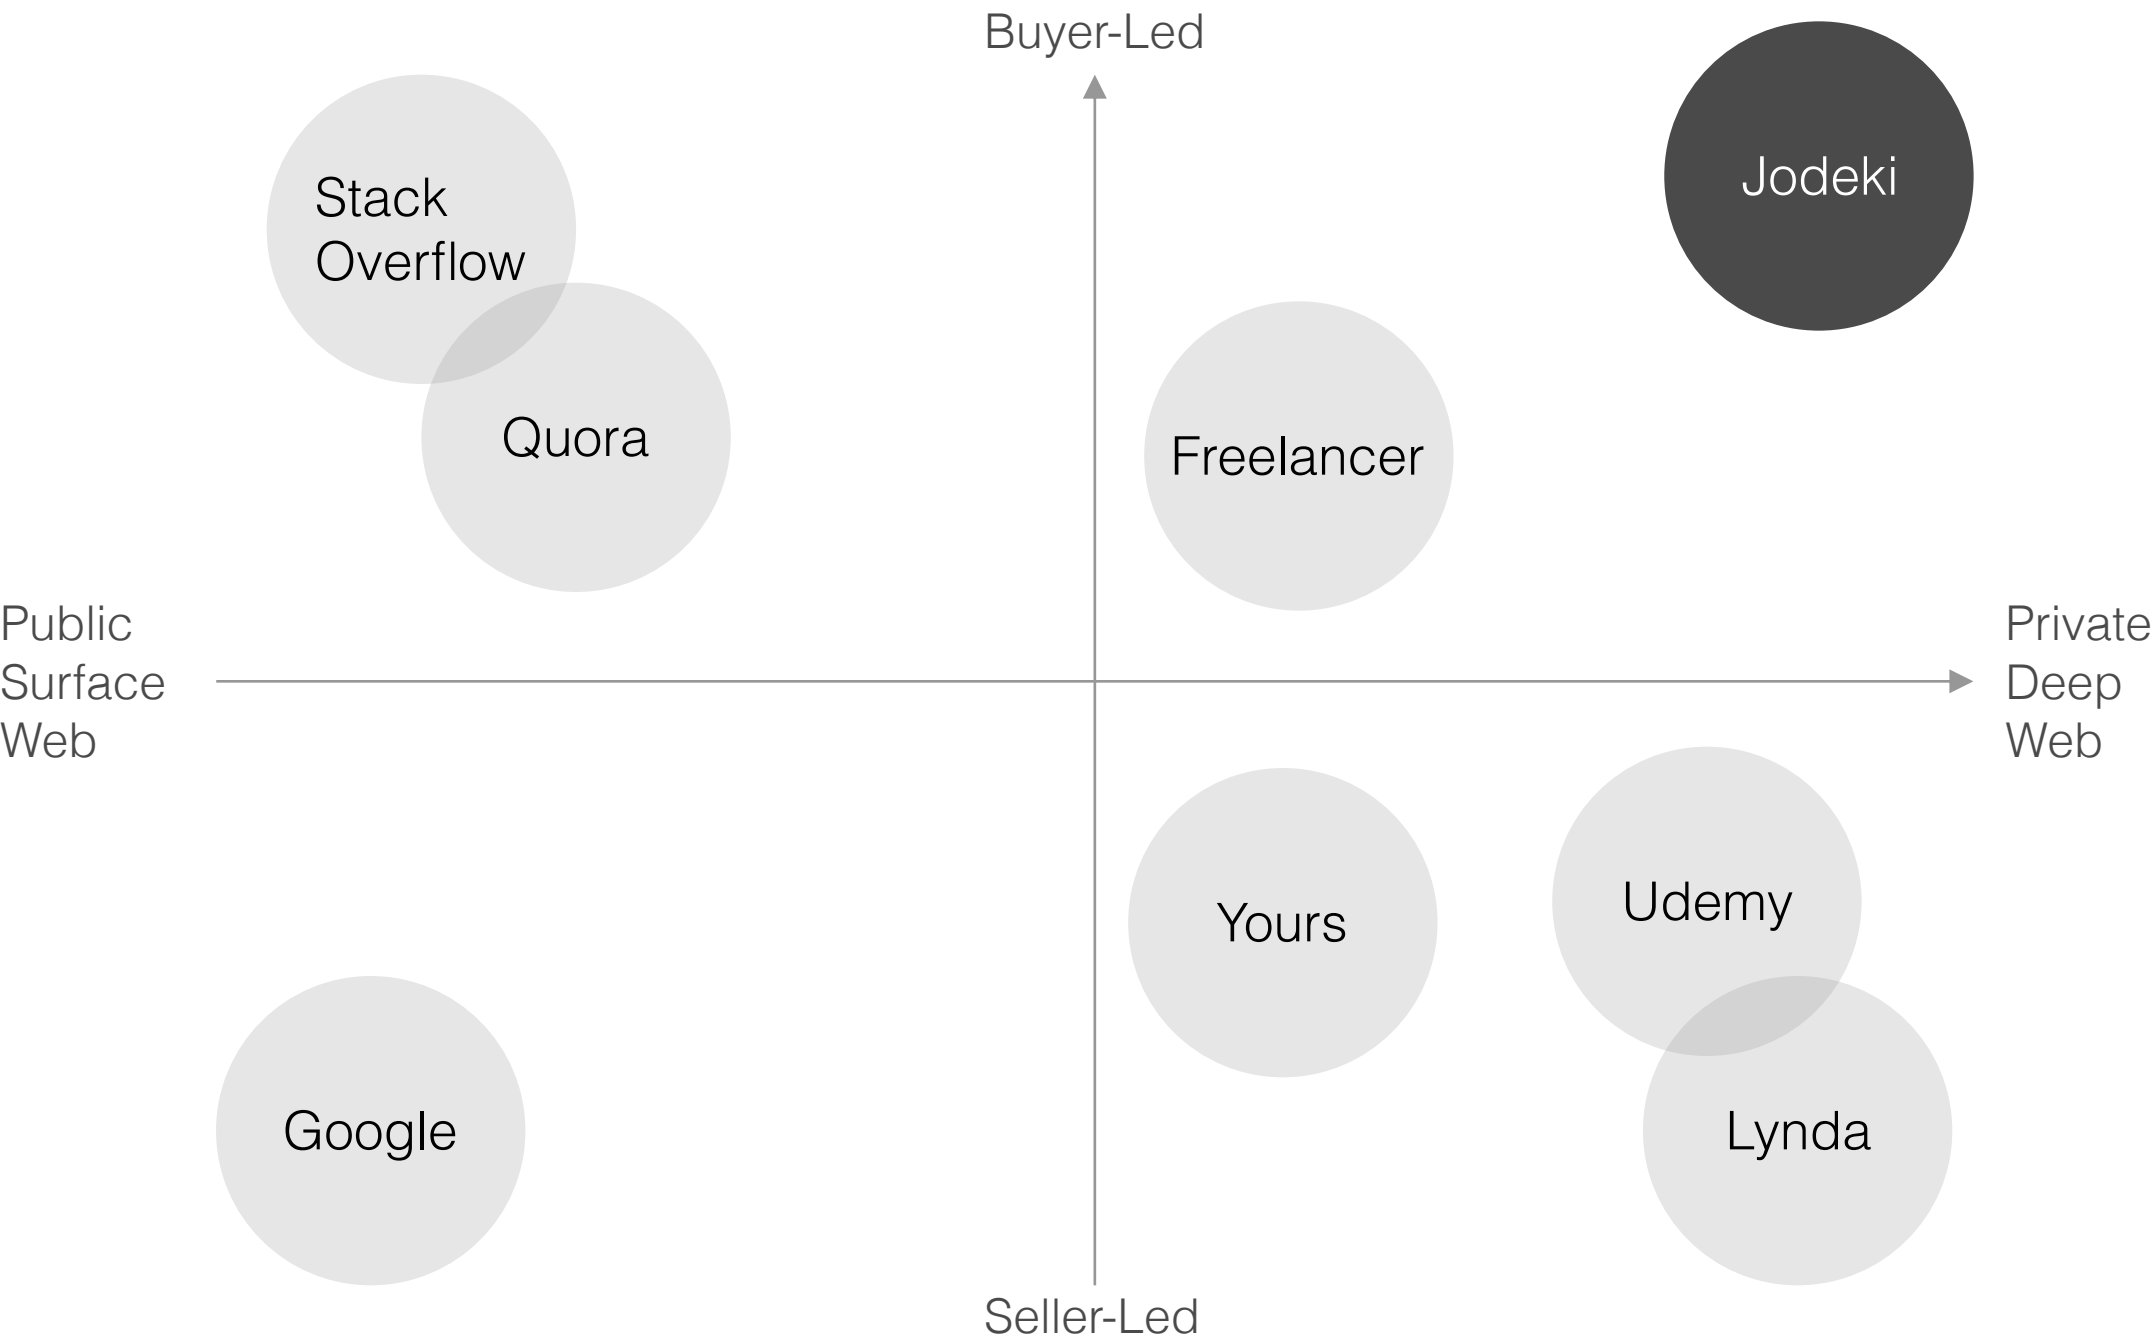 Buyer-Led
Jodeki
Stack
Overflow
Quora
Freelancer
Public
Surface
Web
Private
Deep
Web
Yours
Udemy
Google
Lynda
Seller-Led